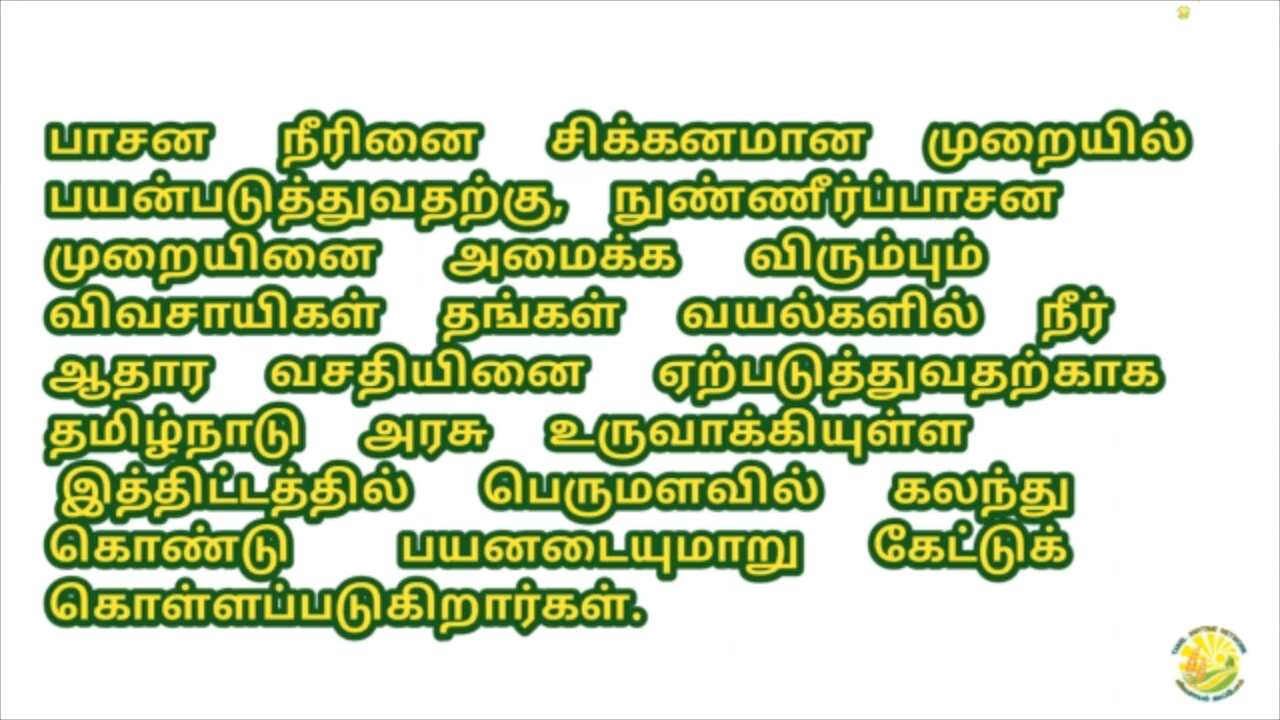 பாசன நீரினை சிக்கனமான முறையில்
பயன்படுத்துவதற்கு, நுண்ணீர்ப்பாசன
முறையினை அமைக்க விரும்பும்
விவசாயிகள் தங்கள் வயல்களில் நீர்
ஆதார வசதியினை ஏற்படுத்துவதற்காக
தமிழ்நாடு அரசு உருவாக்கியுள்ள
இத்திட்டத்தில் பெருமளவில் கலந்து
கொண்டு பயனடையுமாறு கேட்டுக்
கொள்ளப்படுகிறார்கள்.